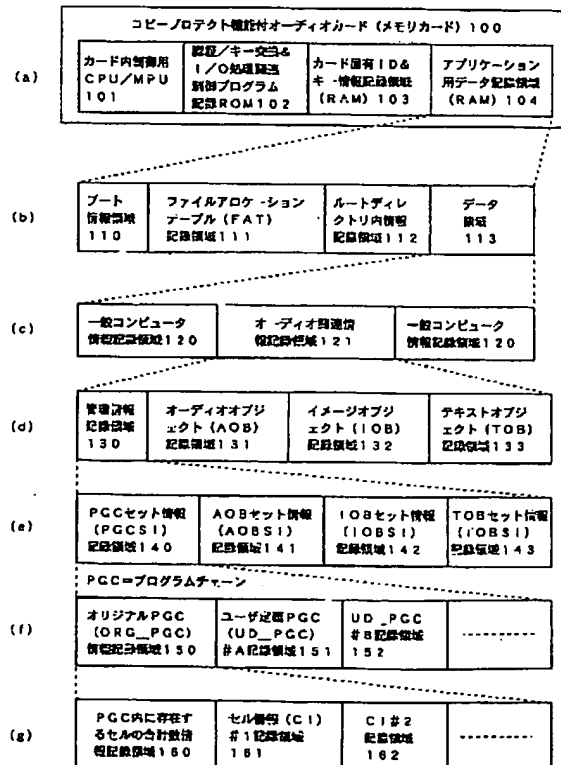 コピープロテクト機能付オーディオカード（メモリカード）100
(a)
カード内制御用
CPU/MPU
101
認証／キー交換&
I/O処理関連
制御プログラム
記録ROM102
カード固有ID&
キー情報記録領域
(RAM) 103
アプリケーション
用データ記録領域
(RAM) 104
(b)
ブート
情報領域
110
ファイルアロケーション
テーブル(FAT)
記録領域111
ルートディレ
クトリ内情報
記録領域112
データ
領域
113
(c)
一般コンピュータ
情報記録領域120
オーディオ関連情
報記録領域121
一般コンピュータ
情報記録領域120
(d)
管理情報
記録領域
130
オーディオオブジ
ェクト(AOB)
記録領域131
イメージオブジ
ェクト(IOB)
記録領域132
テキストオブジ
ェクト(TOB)
記録領域133
(e)
PGCセット情報
(PGCSI)
記録領域140
AOBセット情報
(AOBSI)
記録領域141
IOBセット情報
(IOBSI)
記録領域142
TOBセット情報
(TOBSI)
記録領域143
PGC=プログラムチェーン
(f)
オリジナルPGC
(ORG_PGC)
情報記録領域150
ユーザ定義PGC
(UD_PGC)
#A記録領域151
UD_PGC
#B記録領域
152
(g)
PGC内に存在す
るセルの合計数情
報記録領域160
セル情報(CI)
#1記録領域
161
CI#2
記録領域
162